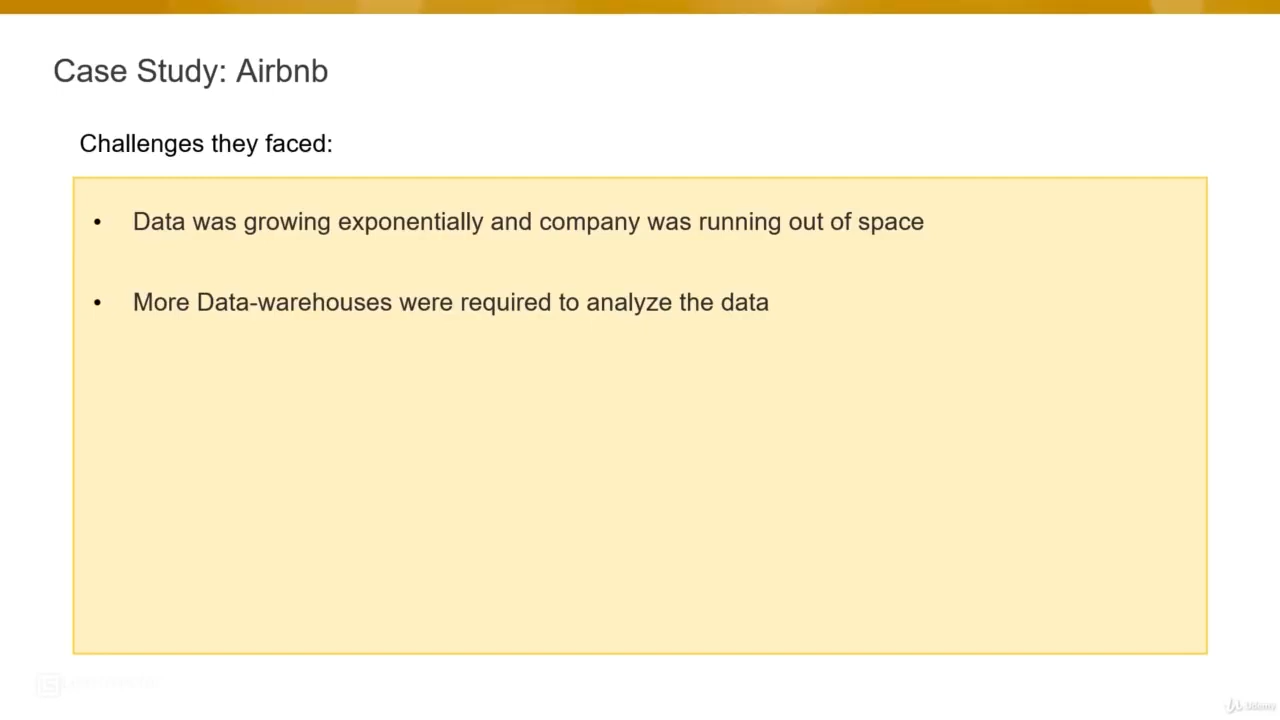 Case Study: Airbnb
Challenges they faced:
• Data was growing exponentially and company was running out of space
• More Data-warehouses were required to analyze the data
Udemy